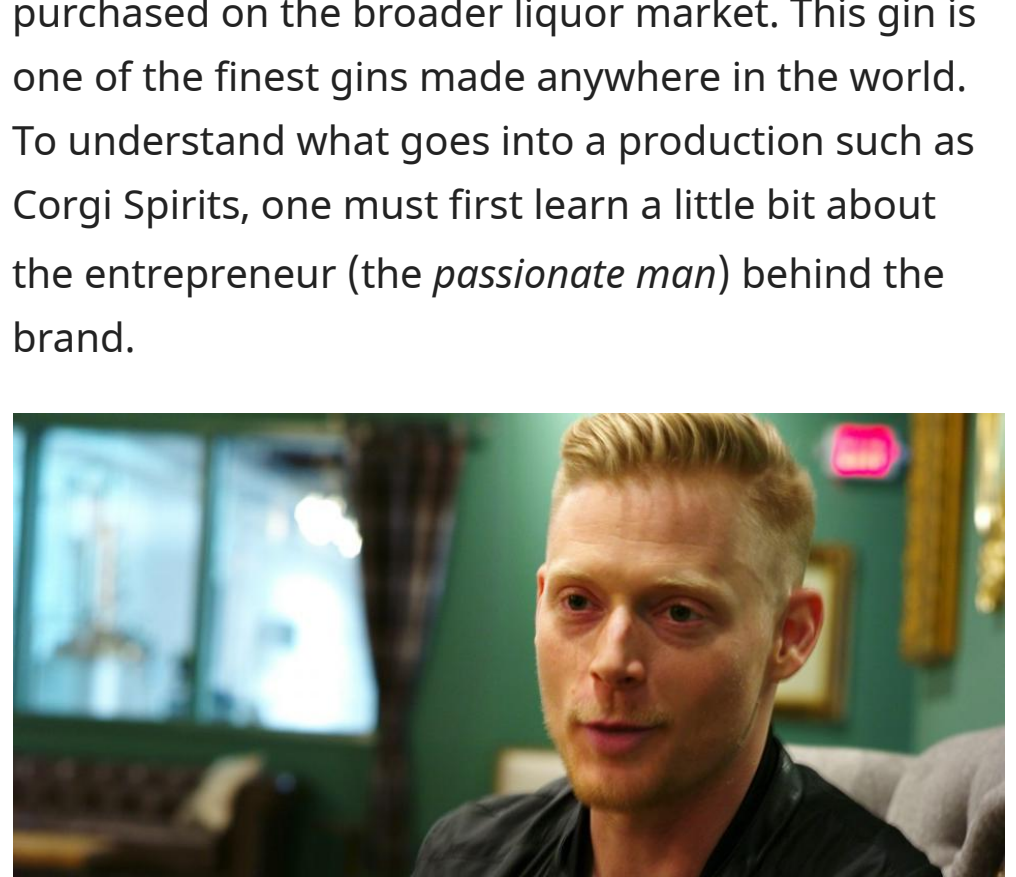 purchased on the broader liquor market. This gin is
one of the finest gins made anywhere in the world.
To understand what goes into a production such as
Corgi Spirits, one must first learn a little bit about
the entrepreneur (the passionate man) behind the
brand.